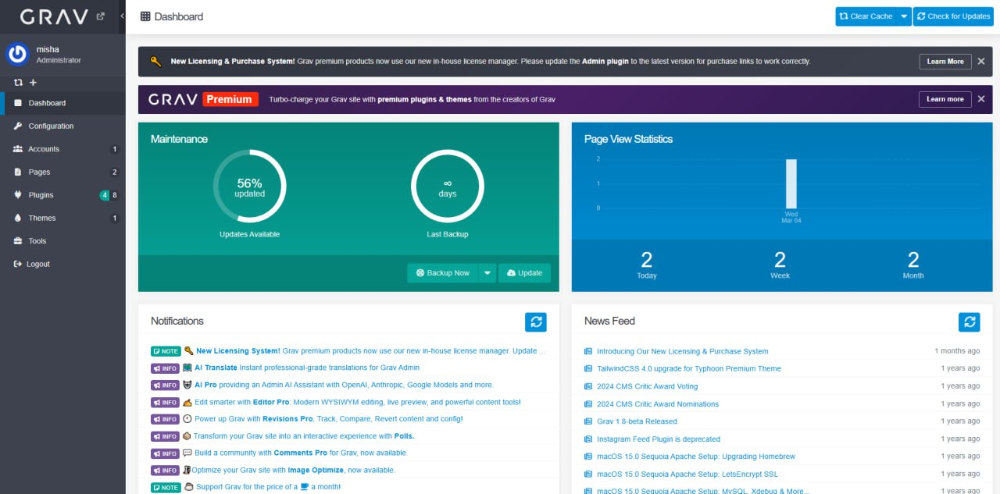 GRAV
Dashboard
Clear Cache
Check for Updates
misha
Administrator
Dashboard
Configuration
Accounts 1
Pages 2
Plugins 4 8
Themes 1
Tools
Logout
New Licensing & Purchase System! Grav premium products now use our new in-house license manager. Please update the Admin plugin to the latest version for purchase links to work correctly.
Learn More
GRAV Premium Turbo-charge your Grav site with premium plugins & themes from the creators of Grav
Learn more
Maintenance
56%
updated
Updates Available
∞
days
Last Backup
Backup Now
Update
Page View Statistics
2
1
0
Wed
Mar 04
2
Today
2
Week
2
Month
Notifications
NOTE New Licensing System! Grav premium products now use our new in-house license manager. Update ...
INFO AI Translate Instant professional-grade translations for Grav Admin
INFO AI Pro providing an Admin AI Assistant with OpenAI, Anthropic, Google Models and more.
INFO Edit smarter with Editor Pro: Modern WYSIWYM editing, live preview, and powerful content tools!
INFO Power up Grav with Revisions Pro, Track, Compare, Revert content and config!
INFO Transform your Grav site into an interactive experience with Polls.
INFO Build a community with Comments Pro for Grav, now available.
INFO Optimize your Grav site with Image Optimize, now available.
NOTE Support Grav for the price of a a month!
News Feed
Introducing Our New Licensing & Purchase System 1 months ago
TailwindCSS 4.0 upgrade for Typhoon Premium Theme 1 years ago
2024 CMS Critic Award Voting 1 years ago
2024 CMS Critic Award Nominations 1 years ago
Grav 1.8-beta Released 1 years ago
Instagram Feed Plugin is deprecated 1 years ago
macOS 15.0 Sequoia Apache Setup: Upgrading Homebrew 1 years ago
macOS 15.0 Sequoia Apache Setup: LetsEncrypt SSL 1 years ago
macOS 15.0 Sequoia Apache Setup: MySQL, Xdebug & More... 1 years ago